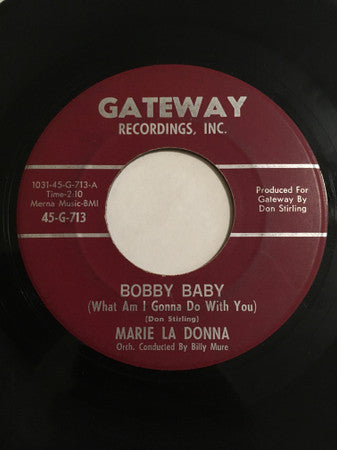 GATEWAY
RECORDINGS, INC.
1031-45-G-713-A
Time-2:10
Merna Music-BMI
45-G-713
Produced For
Gateway By
Don Stirling
BOBBY BABY
(What Am I Gonna Do With You)
(Don Stirling)
MARIE LA DONNA
Orch. Conducted By Billy Mure